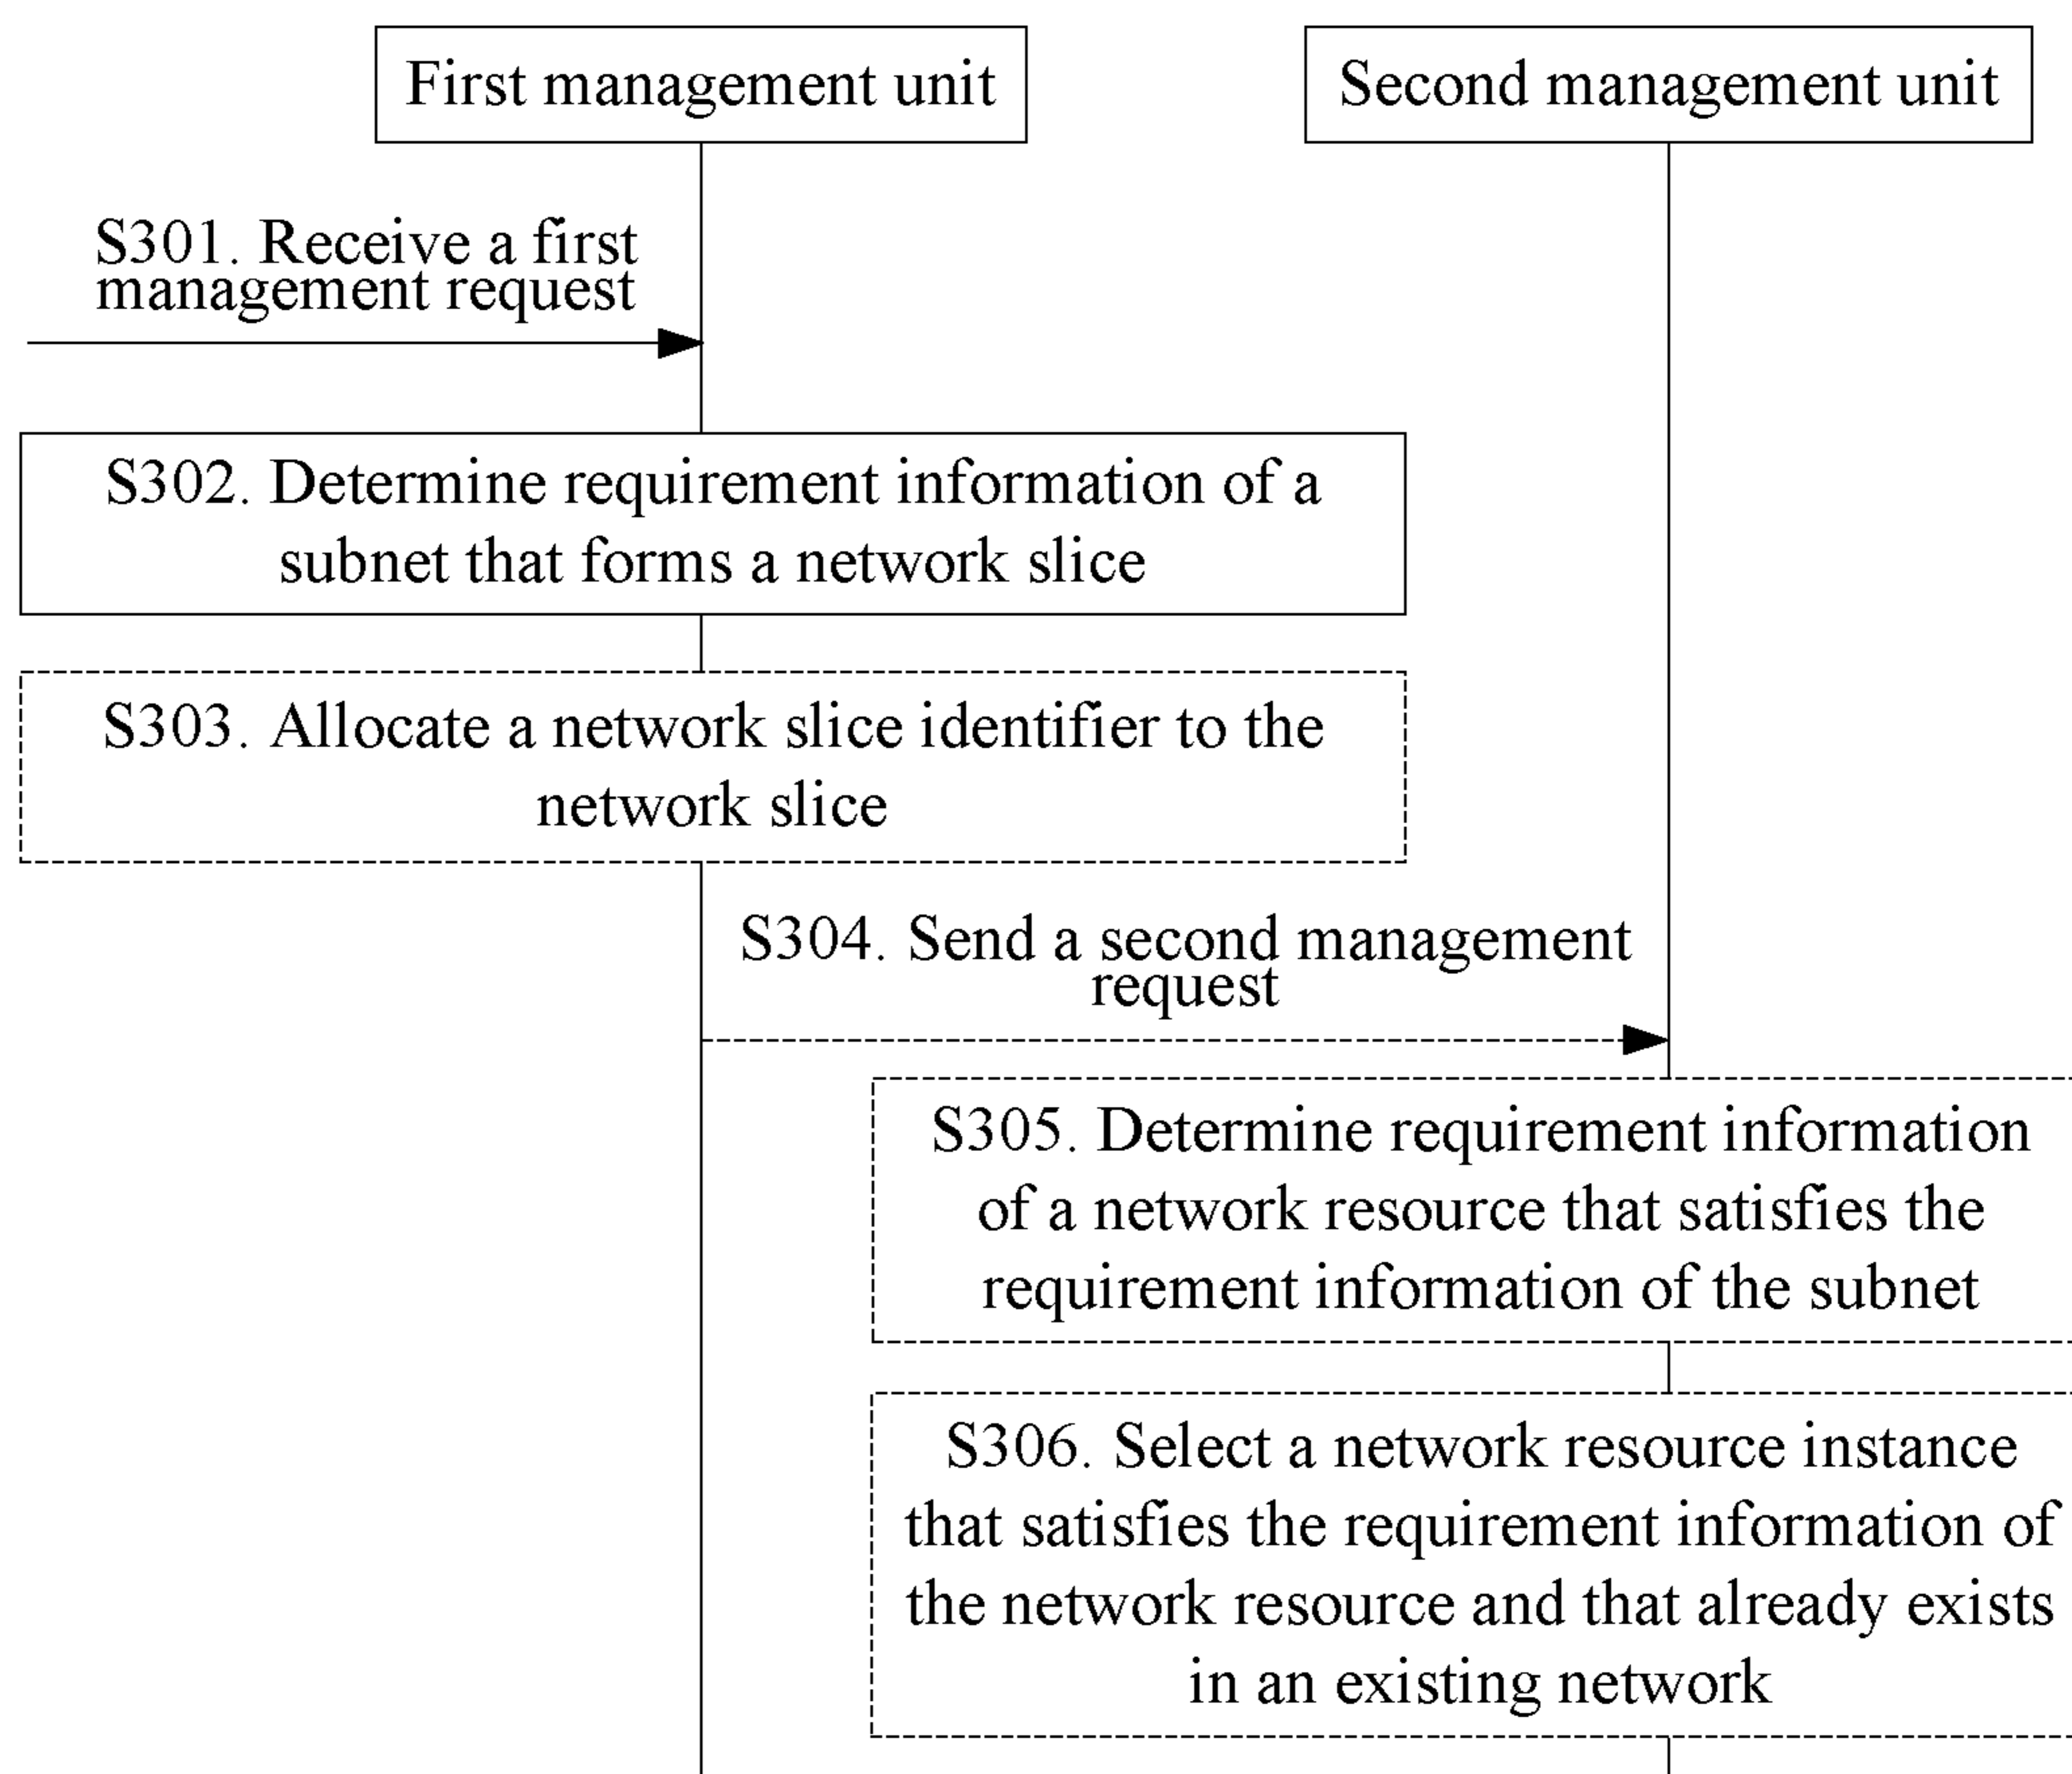 First management unit
Second management unit
S301. Receive a first
management request
S302. Determine requirement information of a
subnet that forms a network slice
S303. Allocate a network slice identifier to the
network slice
S304. Send a second management
request
S305. Determine requirement information
of a network resource that satisfies the
requirement information of the subnet
S306. Select a network resource instance
that satisfies the requirement information of
the network resource and that already exists
in an existing network